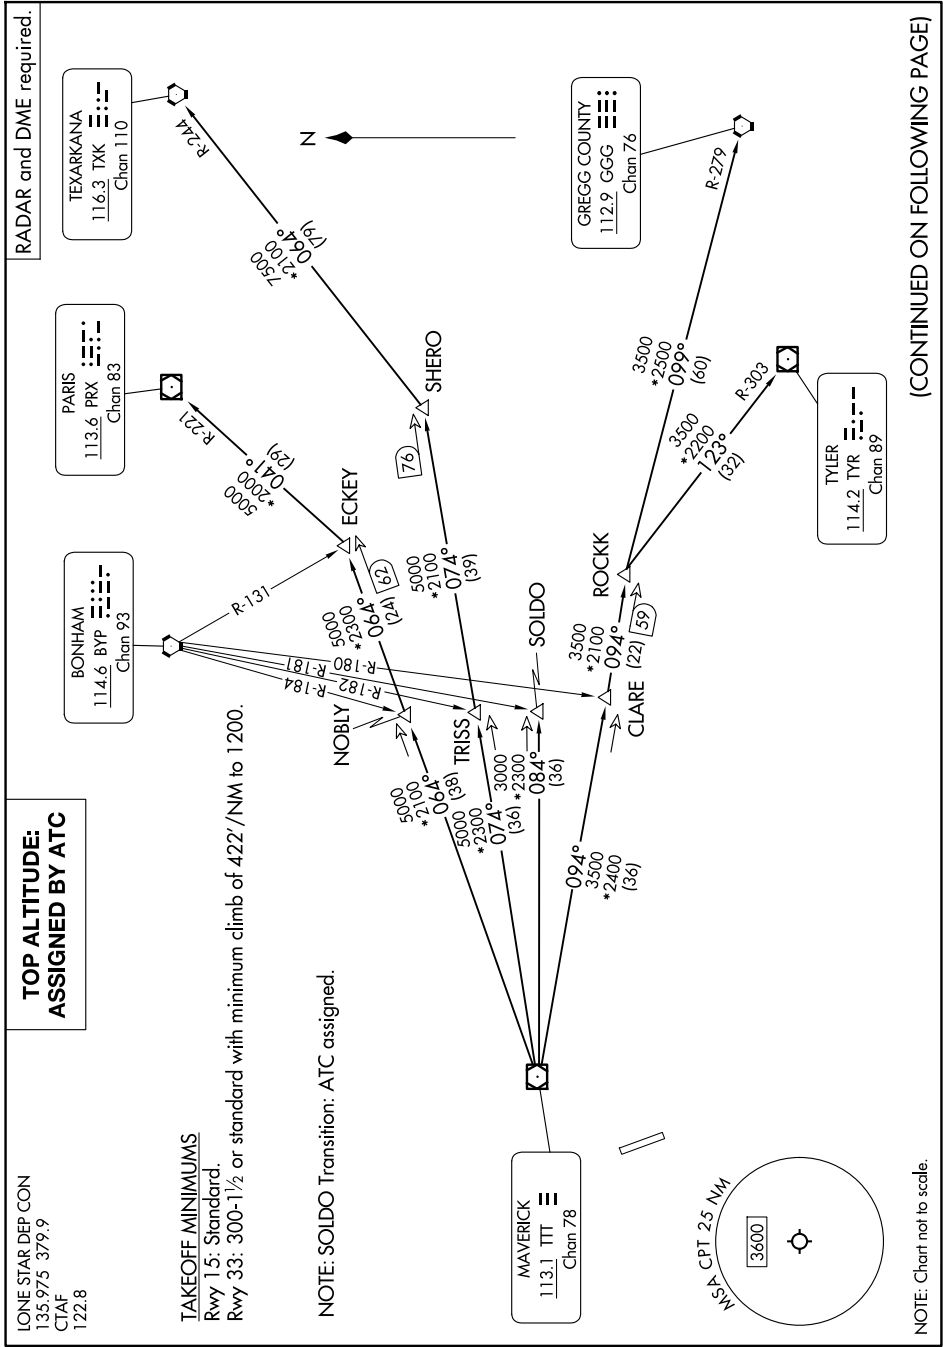 LONE STAR DEP CON
135.975 379.9
CTAF
122.8
TOP ALTITUDE:
ASSIGNED BY ATC
RADAR and DME required.
TAKEOFF MINIMUMS
Rwy 15: Standard.
Rwy 33: 300-1½ or standard with minimum climb of 422'/NM to 1200.
NOTE: SOLDO Transition: ATC assigned.
BONHAM
114.6 BYP
Chan 93
PARIS
113.6 PRX
Chan 83
TEXARKANA
116.3 TXK
Chan 110
R-131
R-180
R-181
R-182
R-184
R-221
R-244
N
NOBLY
5000
*2100
064°
(38)
5000
*2300
064°
(24)
62
ECKEY
5000
*2000
041°
(29)
TRISS
5000
*2300
074°
(36)
5000
*2100
074°
(39)
76
SHERO
7500
*2100
064°
(79)
SOLDO
3000
*2300
084°
(36)
CLARE
094°
3500
*2400
(36)
3500
*2100
094°
(22)
59
ROCKK
3500
*2500
099°
(60)
R-279
3500
*2200
123°
(32)
R-303
GREGG COUNTY
112.9 GGG
Chan 76
TYLER
114.2 TYR
Chan 89
MAVERICK
113.1 TTT
Chan 78
MSA CPT 25 NM
3600
NOTE: Chart not to scale.
(CONTINUED ON FOLLOWING PAGE)